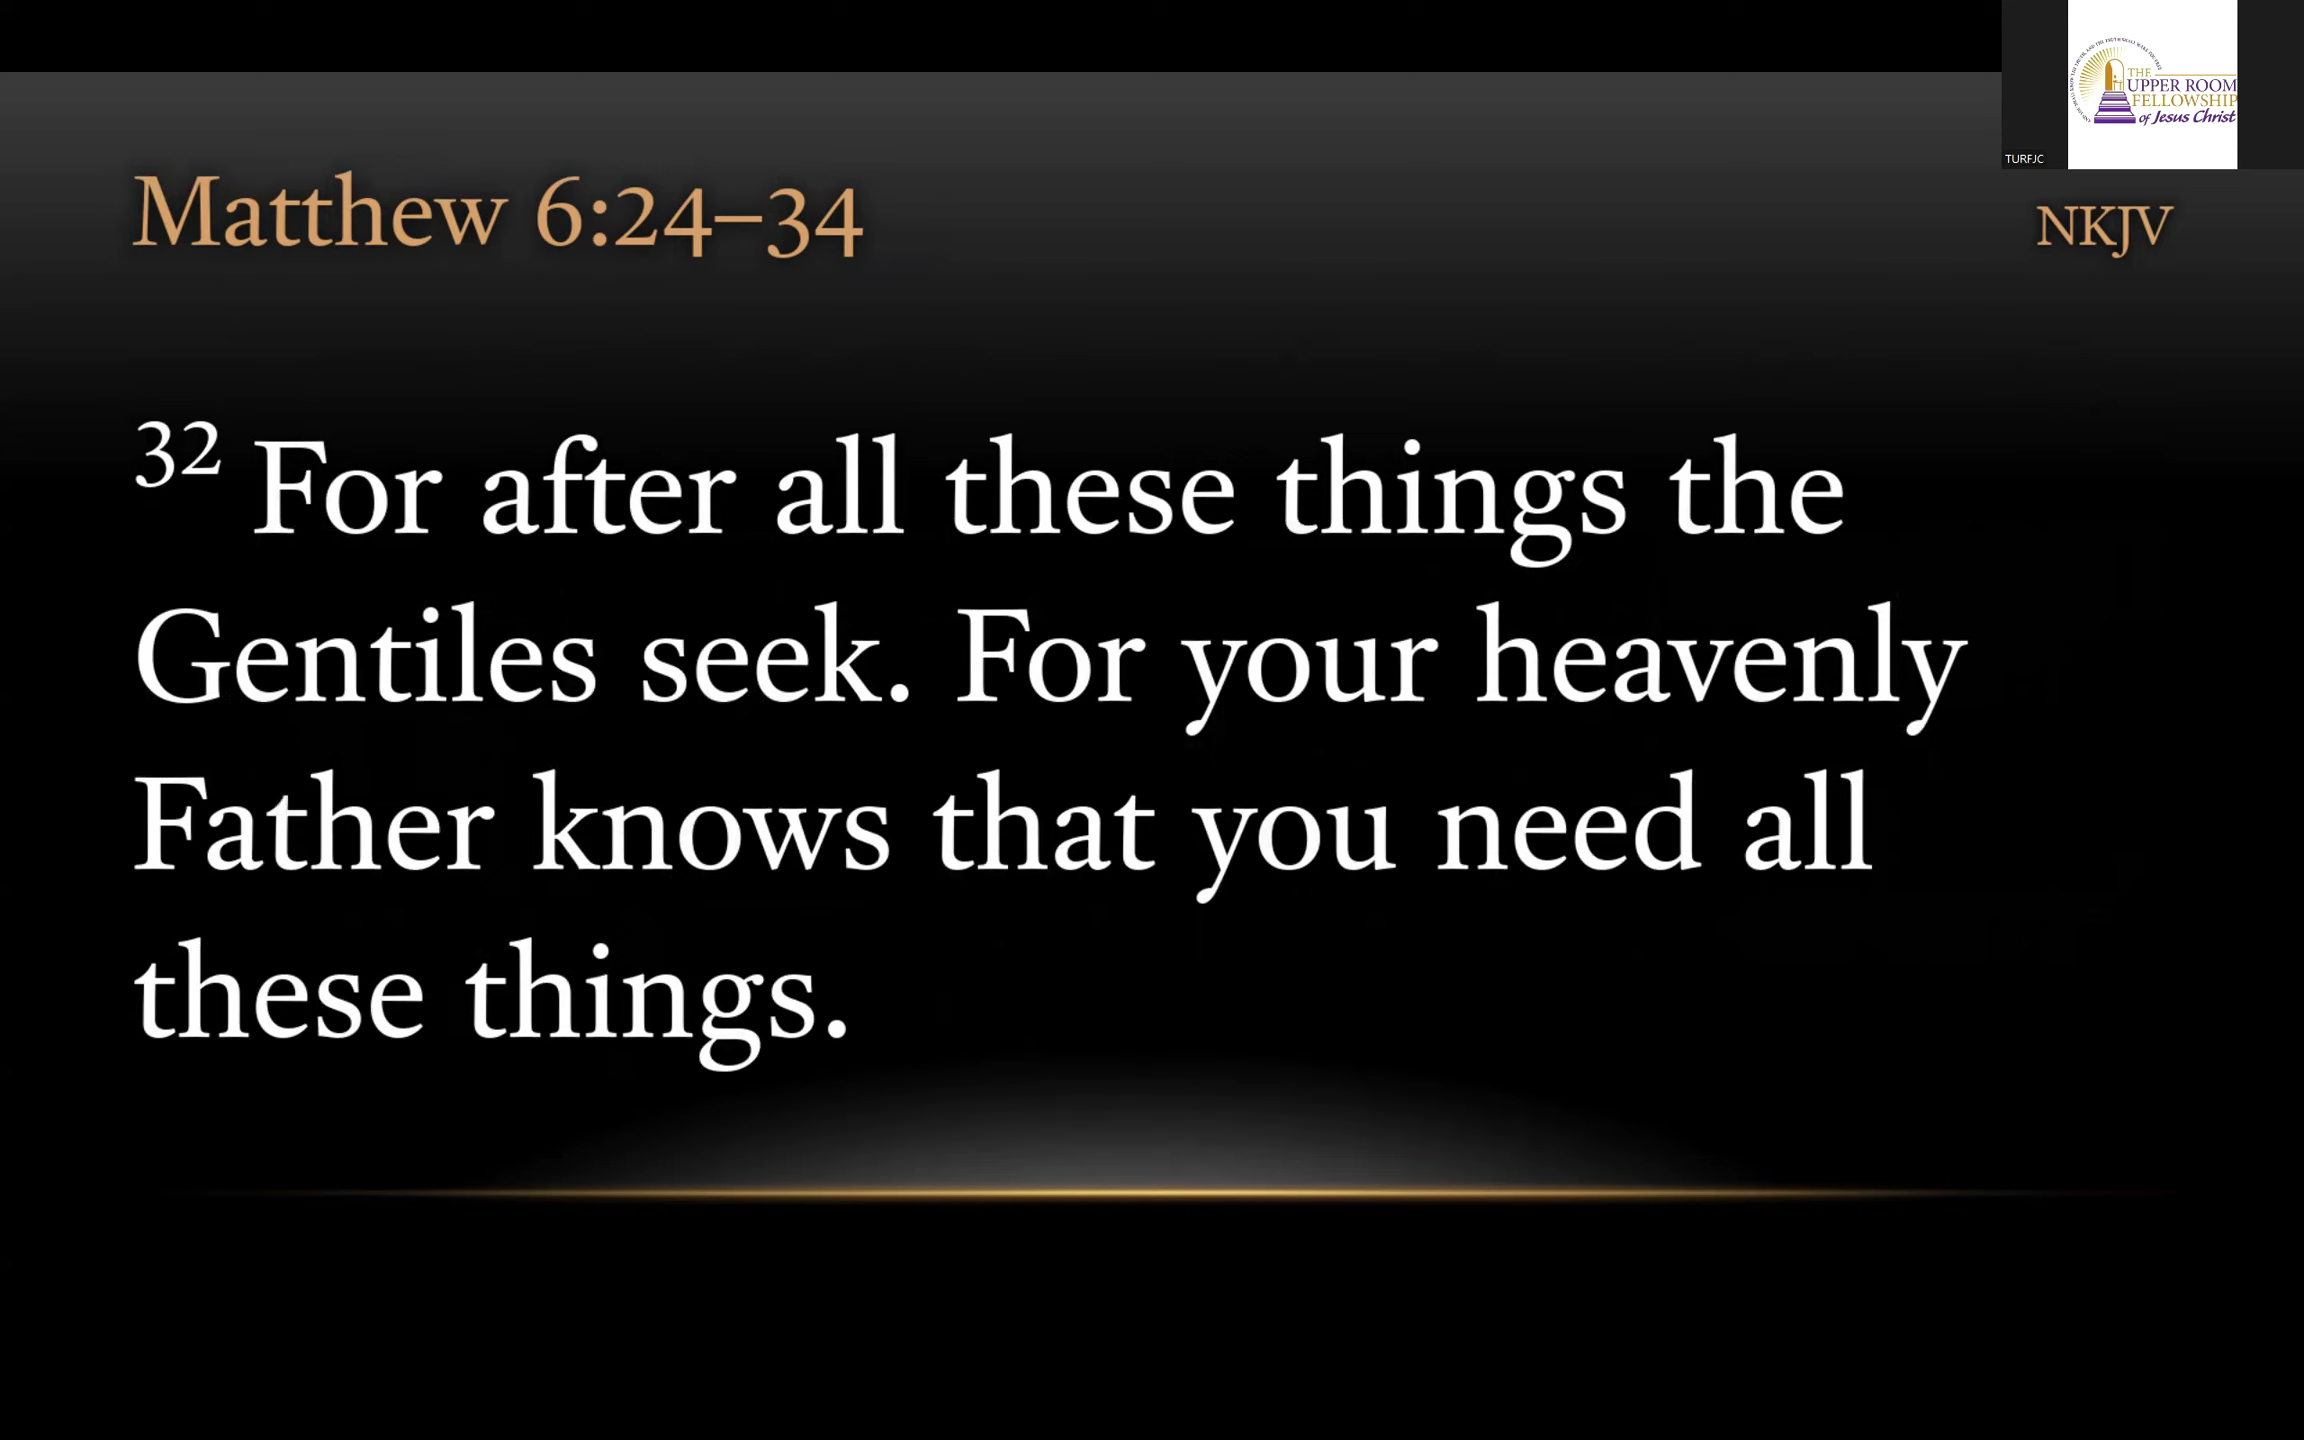 THE
UPPER ROOM
FELLOWSHIP
of Jesus Christ
TURFJC
Matthew 6:24–34
NKJV
32 For after all these things the
Gentiles seek. For your heavenly
Father knows that you need all
these things.